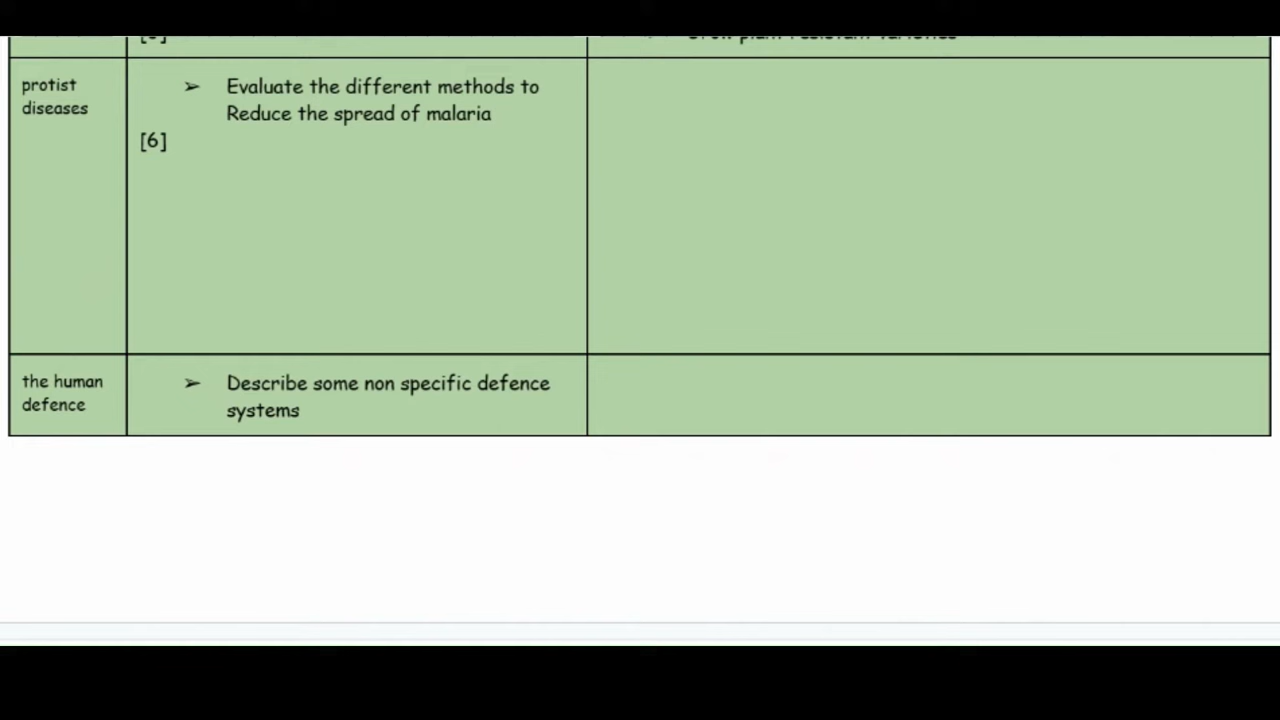 protist
diseases
➢ Evaluate the different methods to
Reduce the spread of malaria
[6]
the human
defence
➢ Describe some non specific defence
systems